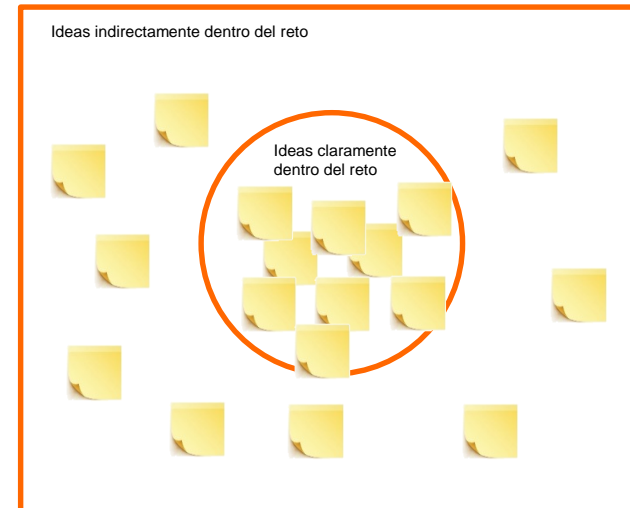 Ideas indirectamente dentro del reto
Ideas claramente
dentro del reto